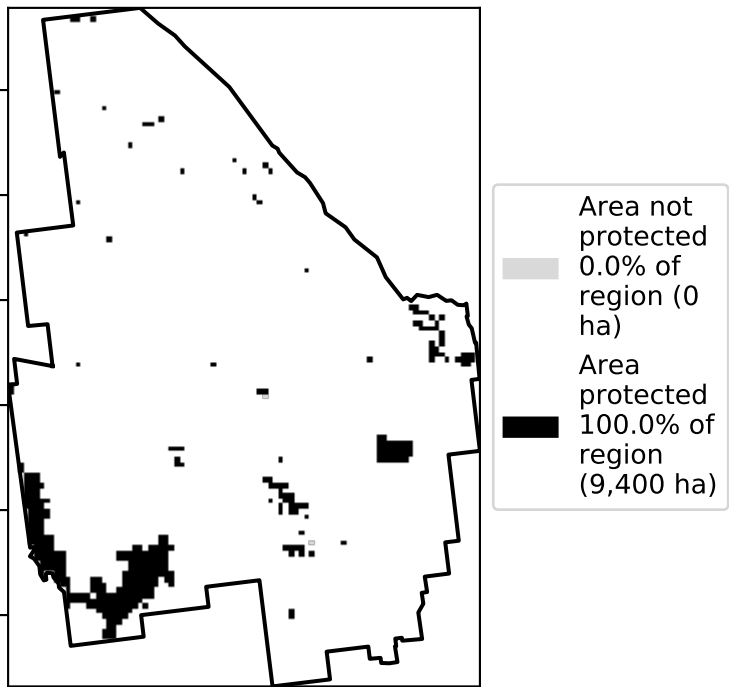 Area not
protected
0.0% of
region (0
ha)
Area
protected
100.0% of
region
(9,400 ha)